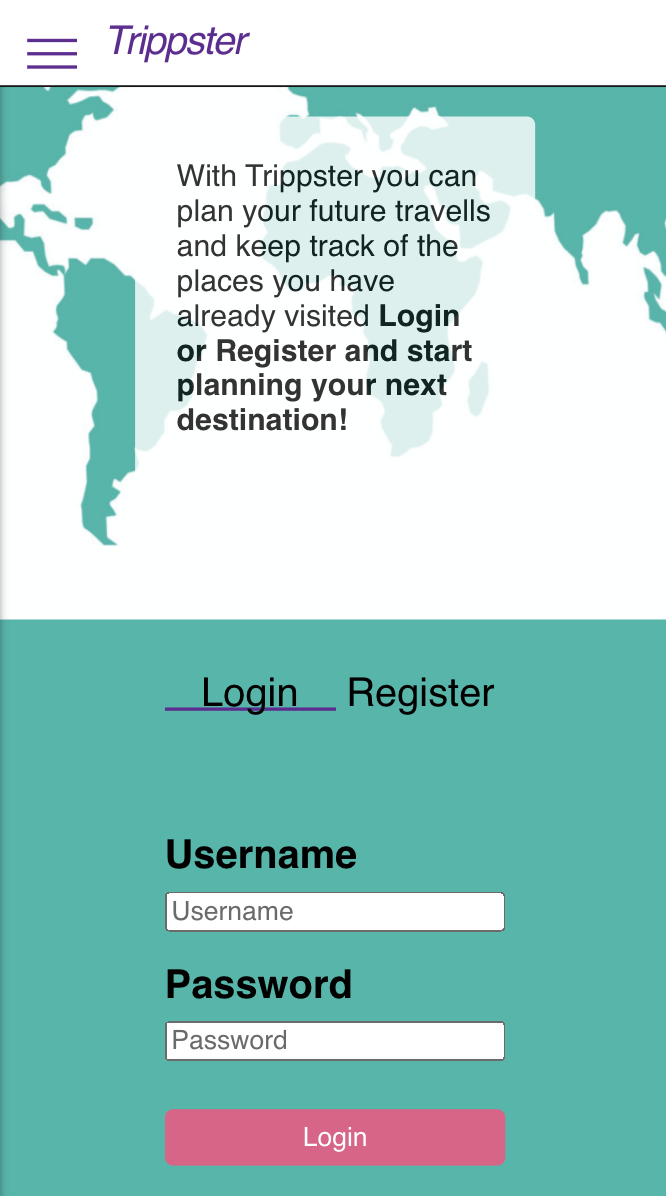 Trippster
With Trippster you can
plan your future travells
and keep track of the
places you have
already visited Login
or Register and start
planning your next
destination!
Login Register
Username
Username
Password
Password
Login